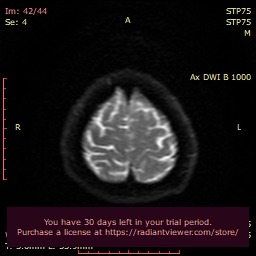 Im: 42/44
STP75
Se: 4
STP75
M
A
Ax DWI B 1000
R
L
You have 30 days left in your trial period.
Purchase a license at https://radiantviewer.com/store/